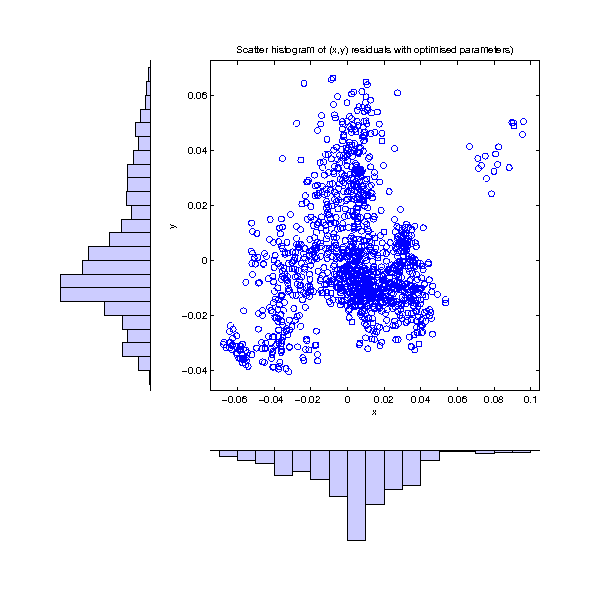 Scatter histogram of (x,y) residuals with optimised parameters)
0.06
0.04
0.02
0
−0.02
−0.04
y
−0.06 −0.04 −0.02 0 0.02 0.04 0.06 0.08 0.1
x